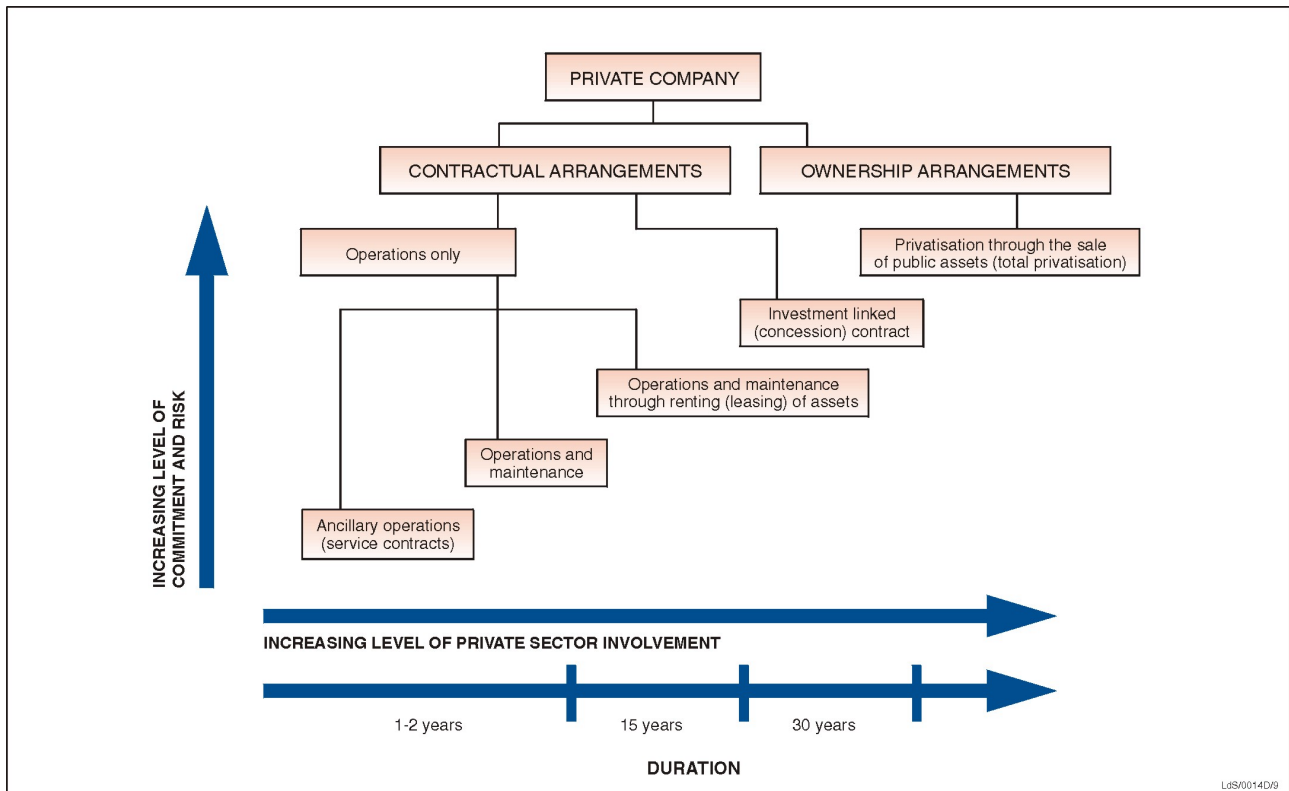 PRIVATE COMPANY
CONTRACTUAL ARRANGEMENTS
OWNERSHIP ARRANGEMENTS
Operations only
Privatisation through the sale
of public assets (total privatisation)
Investment linked
(concession) contract
Operations and maintenance
through renting (leasing) of assets
Operations and
maintenance
Ancillary operations
(service contracts)
INCREASING LEVEL OF
COMMITMENT AND RISK
INCREASING LEVEL OF PRIVATE SECTOR INVOLVEMENT
1-2 years
15 years
30 years
DURATION
LdS/0014D/9